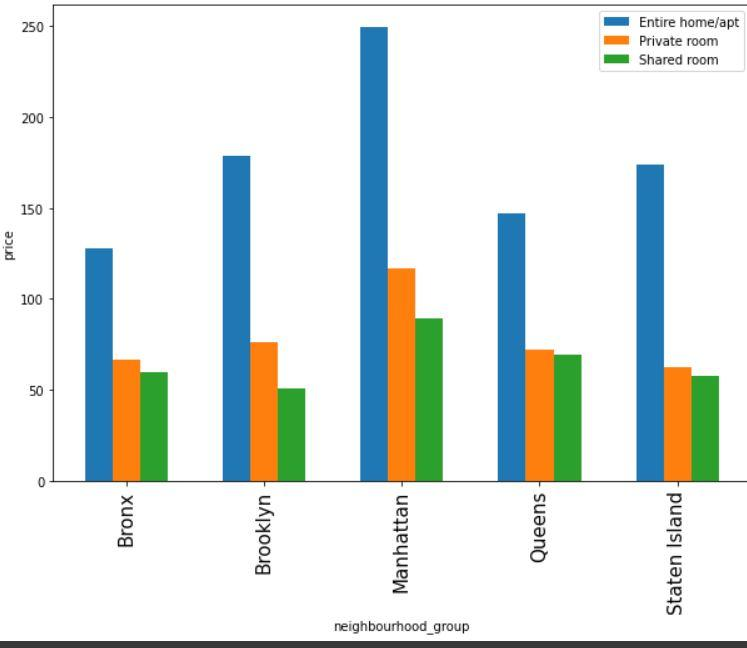 Entire home/apt
Private room
Shared room
250
200
150
100
50
0
price
Bronx
Brooklyn
Manhattan
Queens
Staten Island
neighbourhood_group